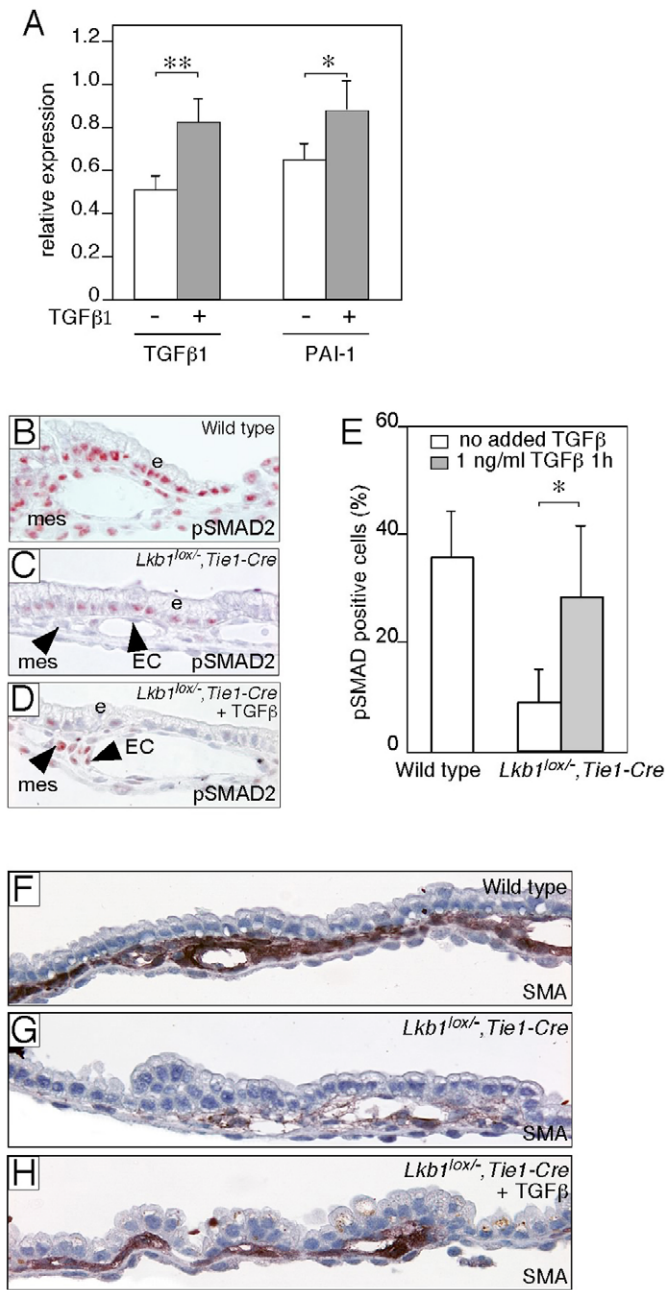 A
**
*
1.2
1.0
0.8
0.6
0.4
0.2
0
relative expression
TGFβ1 - + - +
TGFβ1 PAI-1
B
Wild type
e
mes
pSMAD2
C
Lkb1lox/-,Tie1-Cre
e
mes
EC
pSMAD2
D
Lkb1lox/-,Tie1-Cre
+ TGFβ
e
EC
mes
pSMAD2
E
60
40
20
0
pSMAD positive cells (%)
no added TGFβ
1 ng/ml TGFβ 1h
*
Wild type Lkb1lox/-,Tie1-Cre
F
Wild type
SMA
G
Lkb1lox/-,Tie1-Cre
SMA
H
Lkb1lox/-,Tie1-Cre
+ TGFβ
SMA